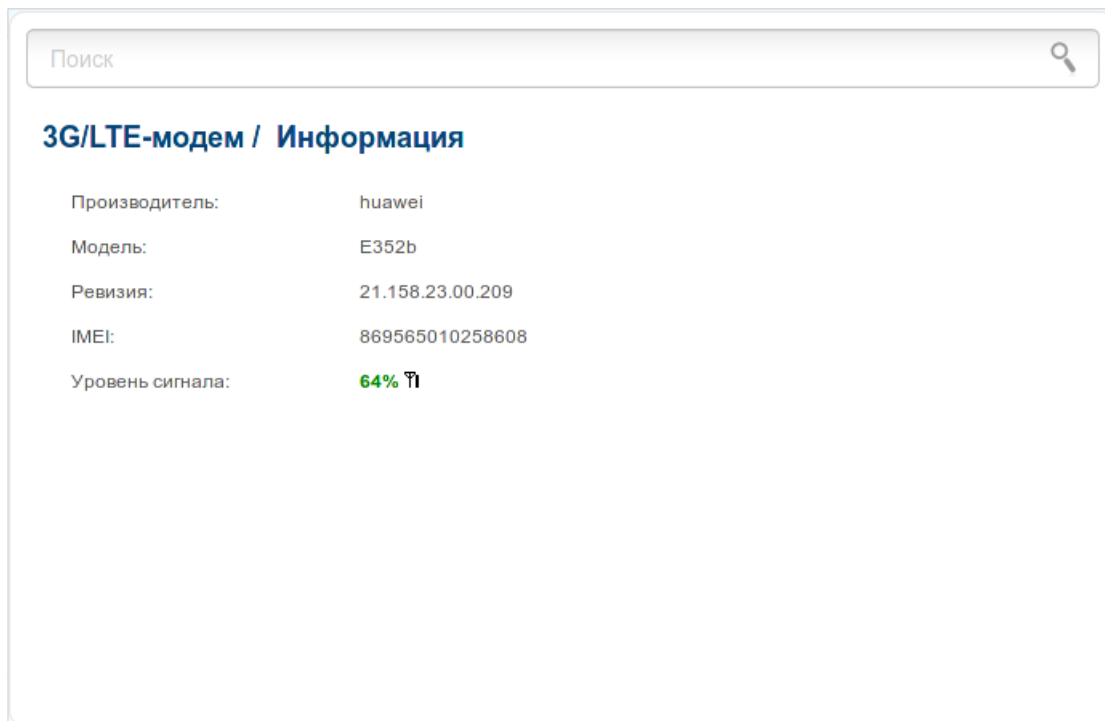 Поиск
3G/LTE-модем / Информация
Производитель: huawei
Модель: E352b
Ревизия: 21.158.23.00.209
IMEI: 869565010258608
Уровень сигнала: 64%